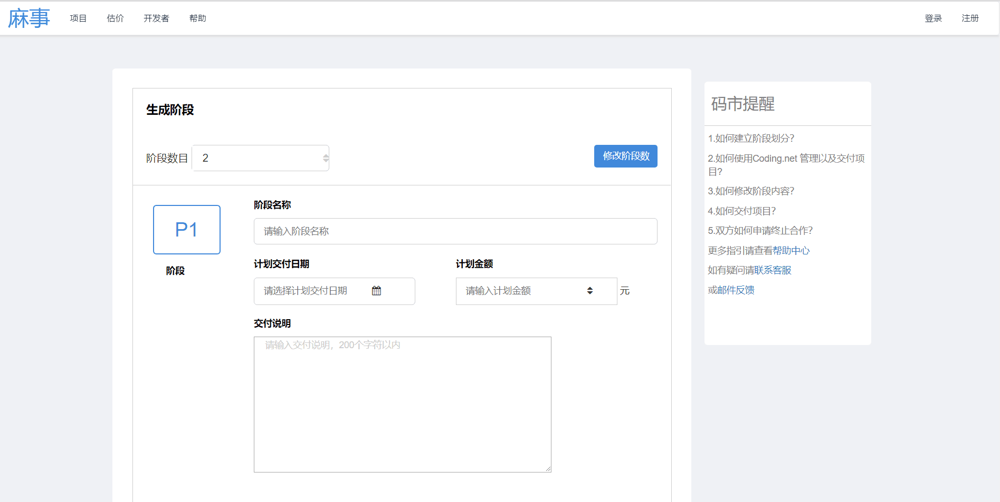 麻事 项目 估价 开发者 帮助 登录 注册
生成阶段
阶段数目 2 修改阶段数
P1
阶段
阶段名称
请输入阶段名称
计划交付日期 计划金额
请选择计划交付日期 请输入计划金额 元
交付说明
请输入交付说明，200个字符以内
码市提醒
1.如何建立阶段划分？
2.如何使用Coding.net 管理以及交付项
目？
3.如何修改阶段内容？
4.如何交付项目？
5.双方如何申请终止合作？
更多指引请查看帮助中心
如有疑问请联系客服
或邮件反馈